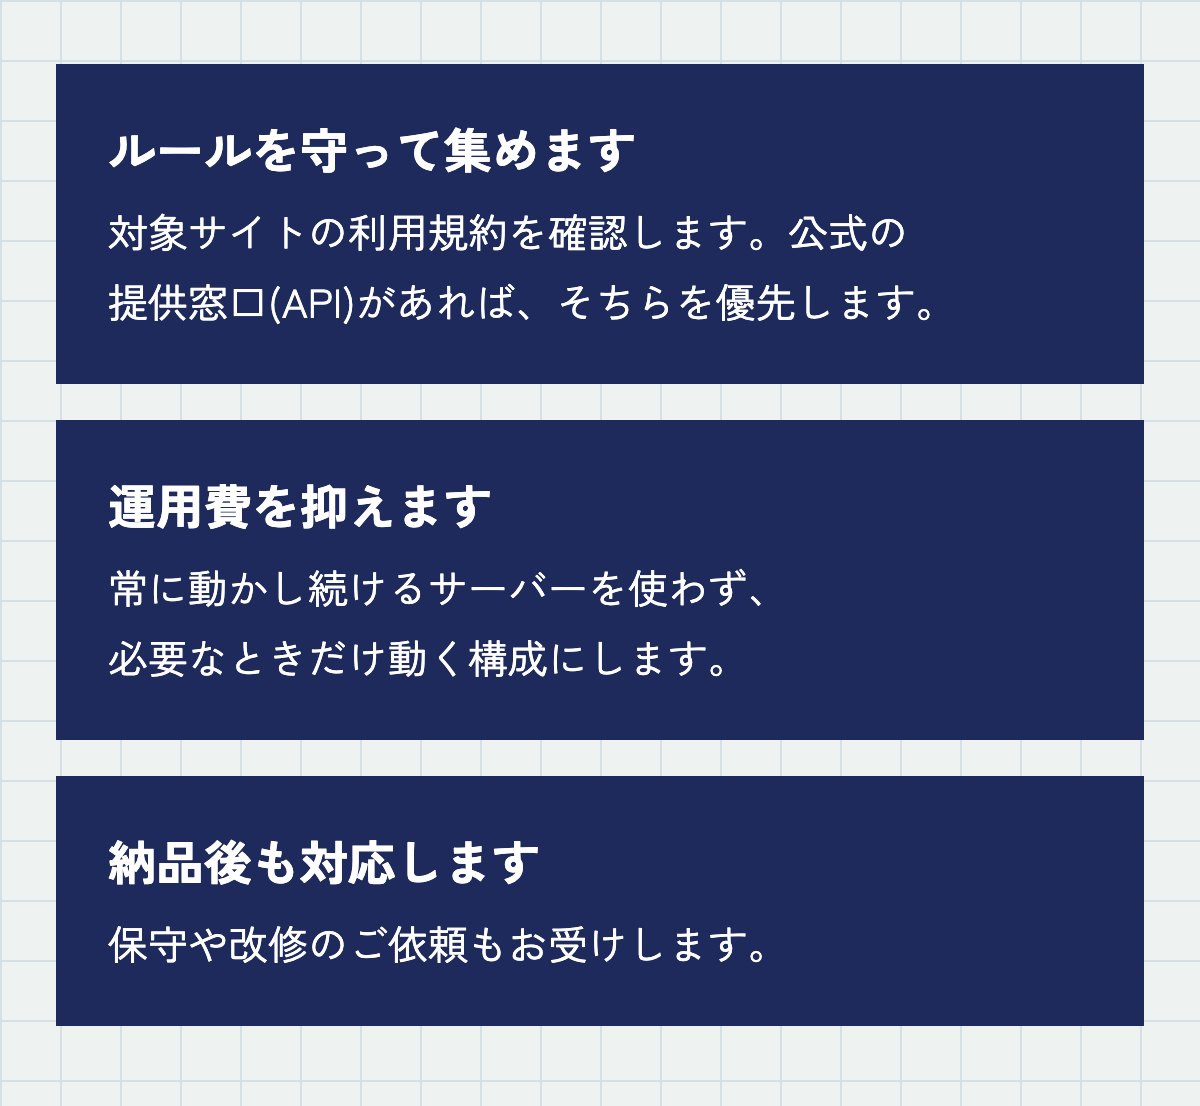 ルールを守って集めます
対象サイトの利用規約を確認します。公式の
提供窓口(API)があれば、そちらを優先します。
運用費を抑えます
常に動かし続けるサーバーを使わず、
必要なときだけ動く構成にします。
納品後も対応します
保守や改修のご依頼もお受けします。